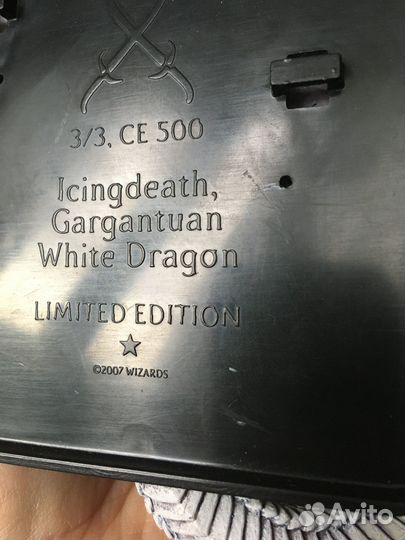 3/3, CE 500
Icingdeath,
Gargantuan
White Dragon
LIMITED EDITION
©2007 WIZARDS
Avito